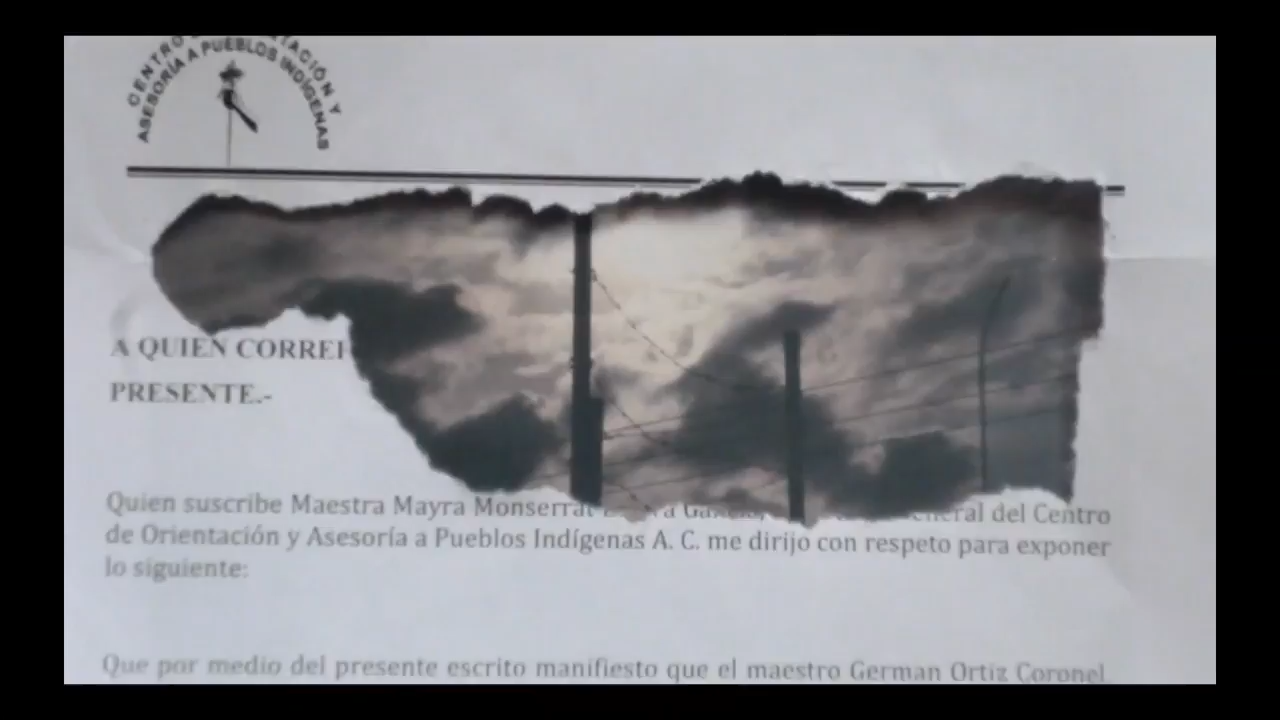 CENTRO ORIENTACIÓN Y
ASESORÍA A PUEBLOS INDÍGENAS
A QUIEN
PRESENTE.-
Quien suscribe Maestra Mayra Monserrat del Centro
de Orientación y Asesoría a Pueblos Indígenas A. C. me dirijo con respeto para exponer
lo siguiente:
Que por medio del presente escrito manifiesto que el maestro German Ortiz Coronel